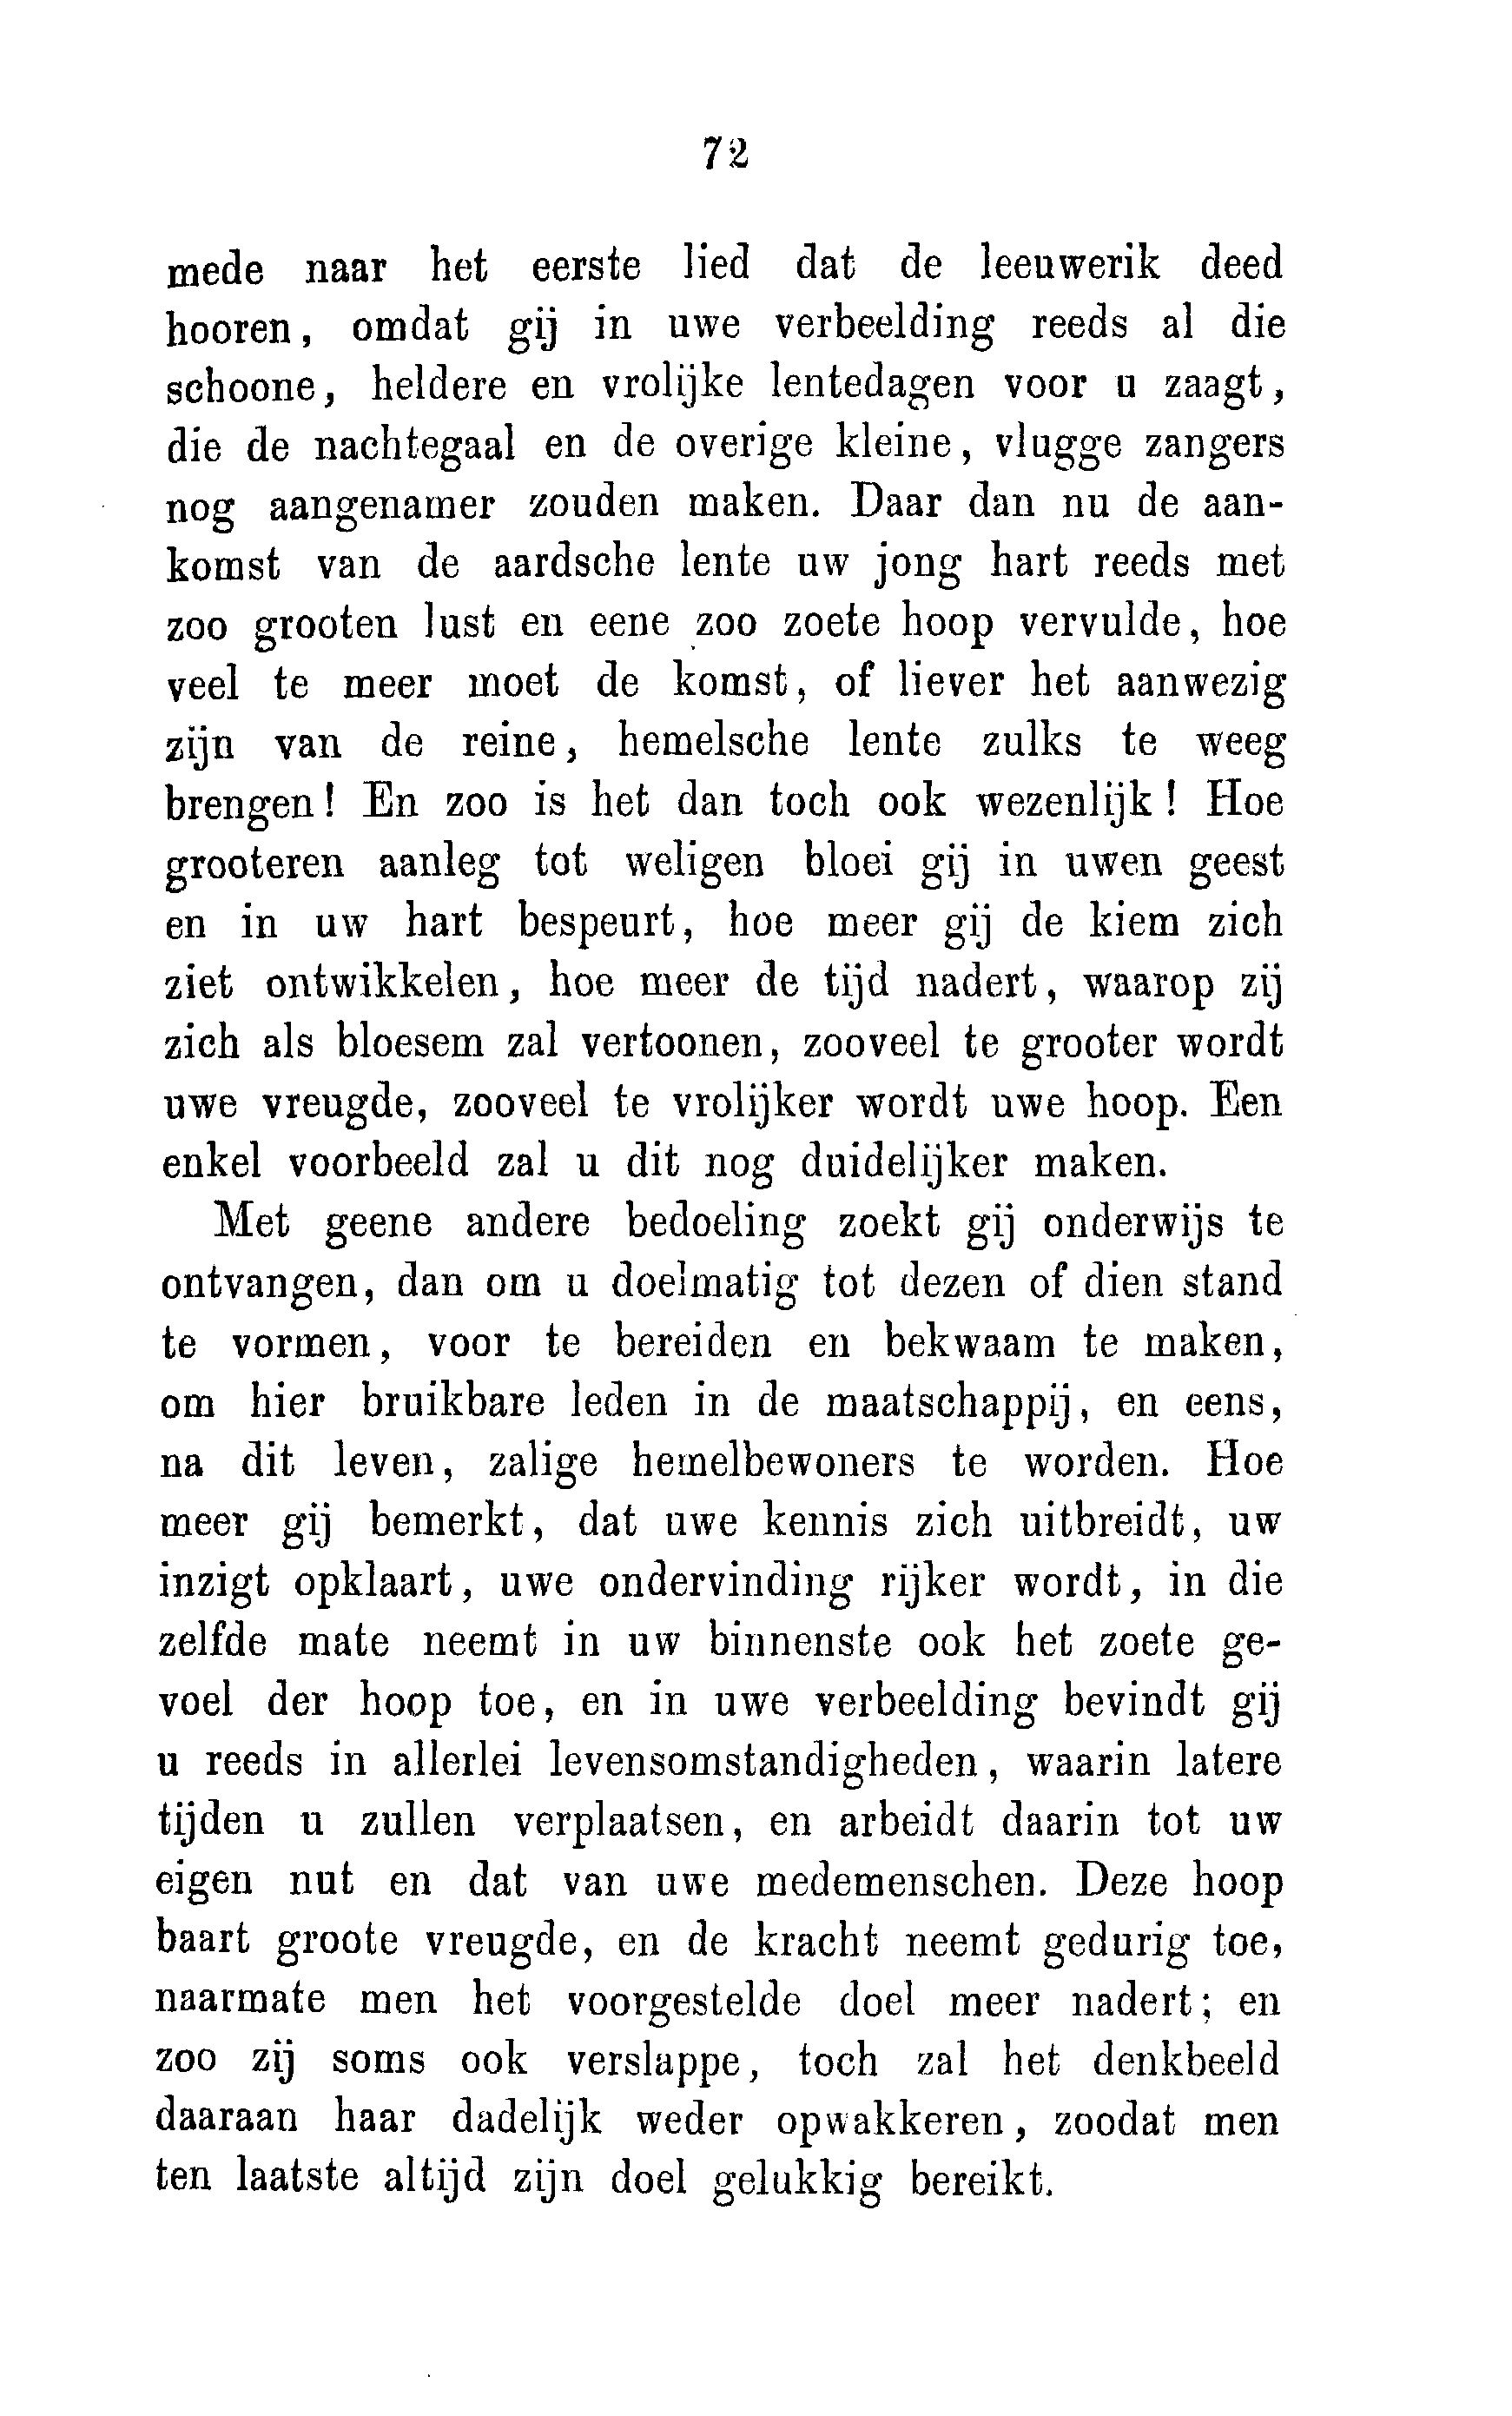 72
mede naar het eerste lied dat de leeuwerik deed
hooren, omdat gij in uwe verbeelding reeds al die
schoone, heldere en vrolijke lentedagen voor u zaagt,
die de nachtegaal en de overige kleine, vlugge zangers
nog aangenamer zouden maken. Daar dan nu de aan-
komst van de aardsche lente uw jong hart reeds met
zoo grooten lust en eene zoo zoete hoop vervulde, hoe
veel te meer moet de komst, of liever het aanwezig
zijn van de reine, hemelsche lente zulks te weeg
brengen! En zoo is het dan toch ook wezenlijk! Hoe
grooteren aanleg tot weligen bloei gij in uwen geest
en in uw hart bespeurt, hoe meer gij de kiem zich
ziet ontwikkelen, hoe meer de tijd nadert, waarop zij
zich als bloesem zal vertoonen, zooveel te grooter wordt
uwe vreugde, zooveel te vrolijker wordt uwe hoop. Een
enkel voorbeeld zal u dit nog duidelijker maken.
Met geene andere bedoeling zoekt gij onderwijs te
ontvangen, dan om u doelmatig tot dezen of dien stand
te vormen, voor te bereiden en bekwaam te maken,
om hier bruikbare leden in de maatschappij, en eens,
na dit leven, zalige hemelbewoners te worden. Hoe
meer gij bemerkt, dat uwe kennis zich uitbreidt, uw
inzigt opklaart, uwe ondervinding rijker wordt, in die
zelfde mate neemt in uw binnenste ook het zoete ge-
voel der hoop toe, en in uwe verbeelding bevindt gij
u reeds in allerlei levensomstandigheden, waarin latere
tijden u zullen verplaatsen, en arbeidt daarin tot uw
eigen nut en dat van uwe medemenschen. Deze hoop
baart groote vreugde, en de kracht neemt gedurig toe,
naarmate men het voorgestelde doel meer nadert; en
zoo zij soms ook verslappe, toch zal het denkbeeld
daaraan haar dadelijk weder opwakkeren, zoodat men
ten laatste altijd zijn doel gelukkig bereikt.